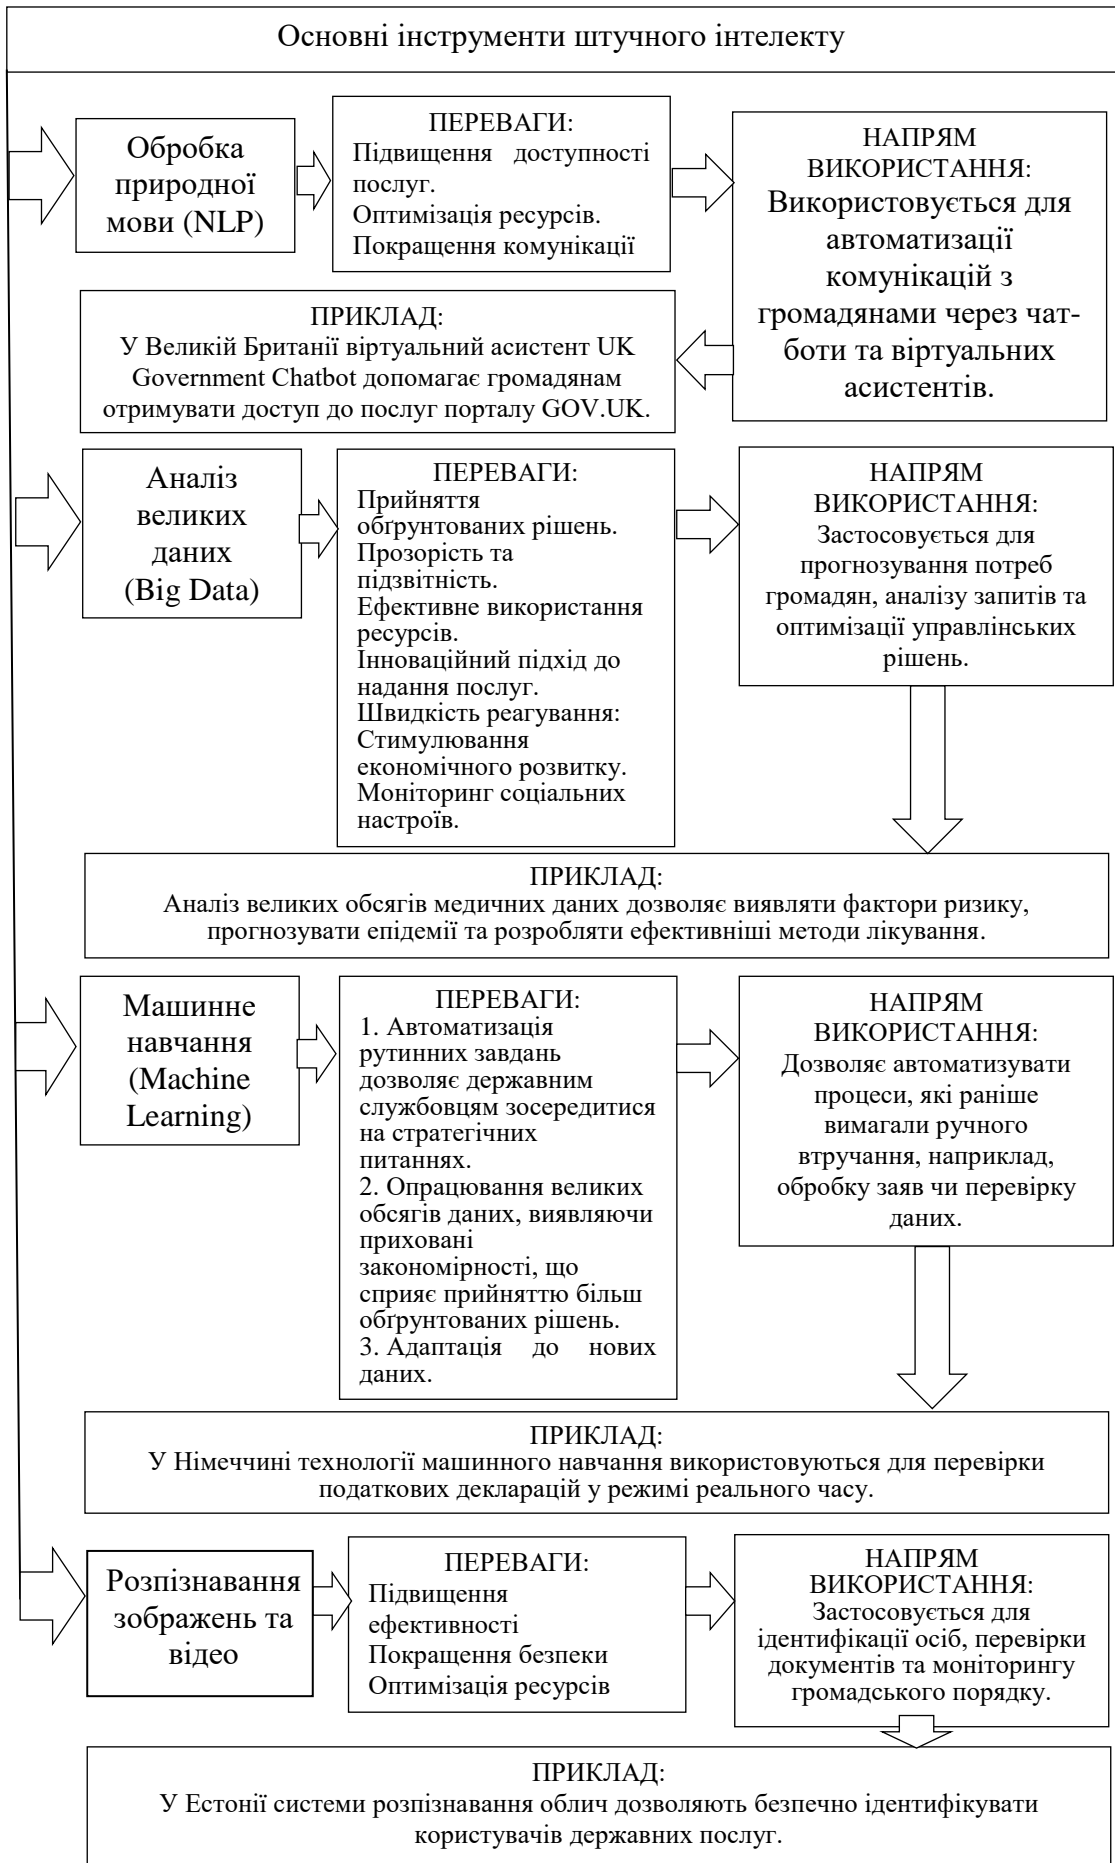 Основні інструменти штучного інтелекту
Обробка
природної
мови (NLP)
ПЕРЕВАГИ:
Підвищення доступності
послуг.
Оптимізація ресурсів.
Покращення комунікації
НАПРЯМ
ВИКОРИСТАННЯ:
Використовується для
автоматизації
комунікацій з
громадянами через чат-
боти та віртуальних
асистентів.
ПРИКЛАД:
У Великій Британії віртуальний асистент UK
Government Chatbot допомагає громадянам
отримувати доступ до послуг порталу GOV.UK.
Аналіз
великих
даних
(Big Data)
ПЕРЕВАГИ:
Прийняття
обґрунтованих рішень.
Прозорість та
підзвітність.
Ефективне використання
ресурсів.
Інноваційний підхід до
надання послуг.
Швидкість реагування:
Стимулювання
економічного розвитку.
Моніторинг соціальних
настроїв.
НАПРЯМ
ВИКОРИСТАННЯ:
Застосовується для
прогнозування потреб
громадян, аналізу запитів та
оптимізації управлінських
рішень.
ПРИКЛАД:
Аналіз великих обсягів медичних даних дозволяє виявляти фактори ризику,
прогнозувати епідемії та розробляти ефективніші методи лікування.
Машинне
навчання
(Machine
Learning)
ПЕРЕВАГИ:
1. Автоматизація
рутинних завдань
дозволяє державним
службовцям зосередитися
на стратегічних
питаннях.
2. Опрацювання великих
обсягів даних, виявляючи
приховані
закономірності, що
сприяє прийняттю більш
обґрунтованих рішень.
3. Адаптація до нових
даних.
НАПРЯМ
ВИКОРИСТАННЯ:
Дозволяє автоматизувати
процеси, які раніше
вимагали ручного
втручання, наприклад,
обробку заяв чи перевірку
даних.
ПРИКЛАД:
У Німеччині технології машинного навчання використовуються для перевірки
податкових декларацій у режимі реального часу.
Розпізнавання
зображень та
відео
ПЕРЕВАГИ:
Підвищення
ефективності
Покращення безпеки
Оптимізація ресурсів
НАПРЯМ
ВИКОРИСТАННЯ:
Застосовується для
ідентифікації осіб, перевірки
документів та моніторингу
громадського порядку.
ПРИКЛАД:
У Естонії системи розпізнавання облич дозволяють безпечно ідентифікувати
користувачів державних послуг.